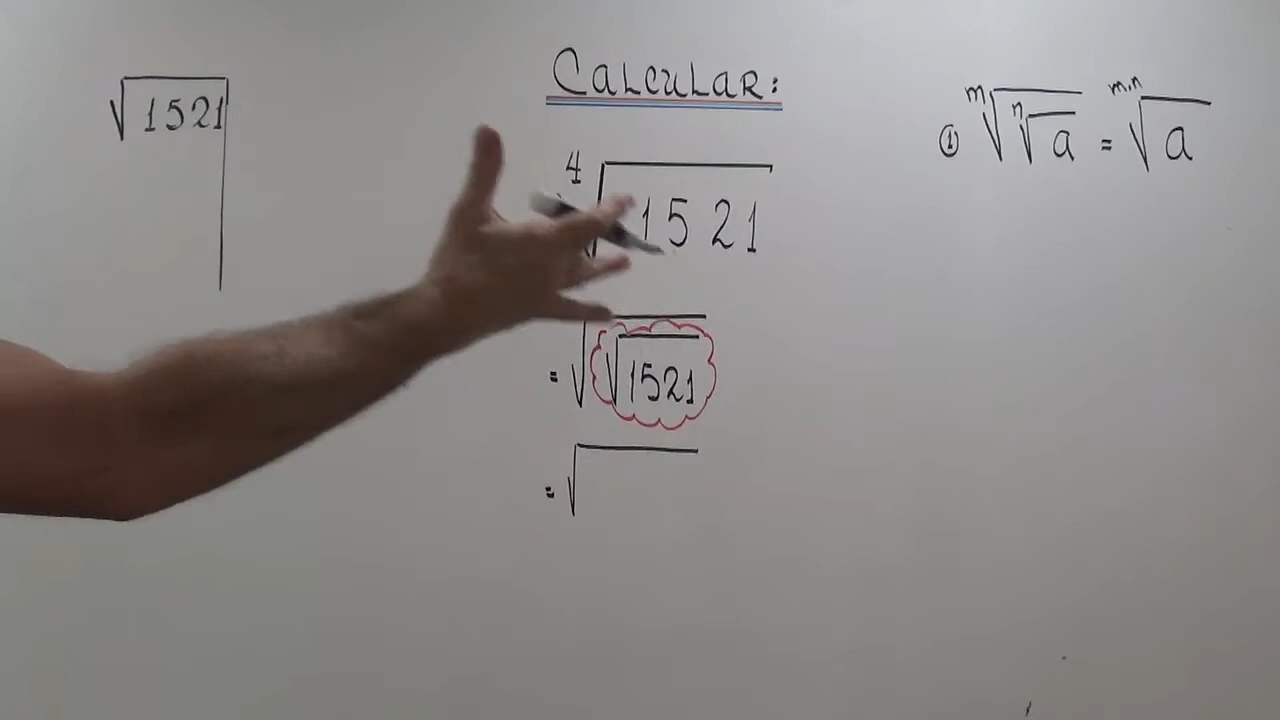 √1521
CALCULAR:
⁴√1521
= √√1521
= √
① ᵐ√ⁿ√a = ᵐ·ⁿ√a